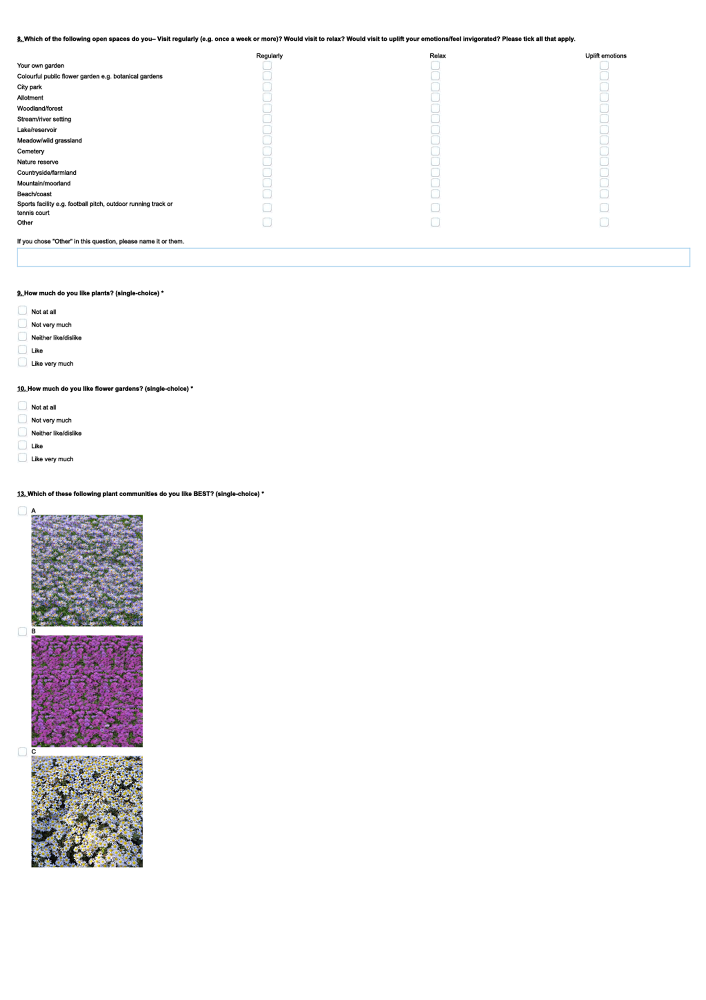 8. Which of the following open spaces do you– Visit regularly (e.g. once a week or more)? Would visit to relax? Would visit to uplift your emotions/feel invigorated? Please tick all that apply.
Regularly Relax Uplift emotions
Your own garden
Colourful public flower garden e.g. botanical gardens
City park
Allotment
Woodland/forest
Stream/river setting
Lake/reservoir
Meadow/wild grassland
Cemetery
Nature reserve
Countryside/farmland
Mountain/moorland
Beach/coast
Sports facility e.g. football pitch, outdoor running track or
tennis court
Other
If you chose "Other" in this question, please name it or them.
9. How much do you like plants? (single-choice) *
Not at all
Not very much
Neither like/dislike
Like
Like very much
10. How much do you like flower gardens? (single-choice) *
Not at all
Not very much
Neither like/dislike
Like
Like very much
13. Which of these following plant communities do you like BEST? (single-choice) *
A
B
C